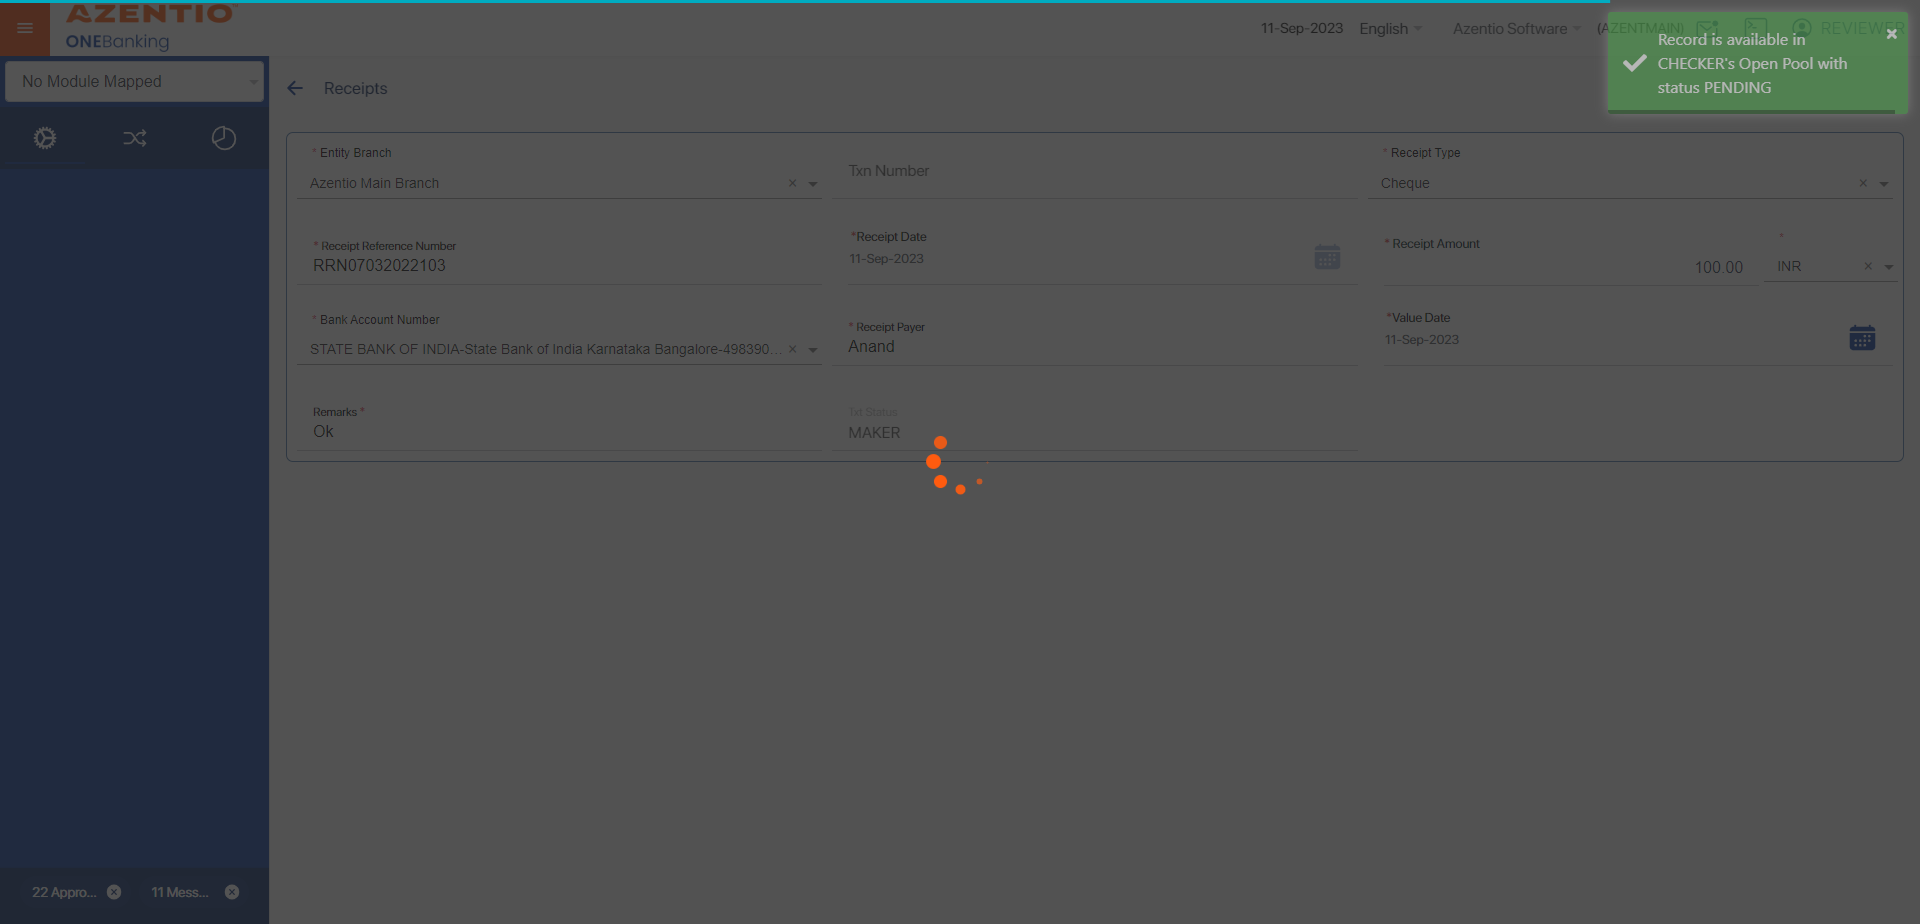 AZENTIO
ONEBanking
11-Sep-2023
English
Azentio Software
(AZENTMAIN)
REVIEWER
Record is available in
CHECKER's Open Pool with
status PENDING
No Module Mapped
Receipts
* Entity Branch
Azentio Main Branch
Txn Number
* Receipt Type
Cheque
* Receipt Reference Number
RRN07032022103
*Receipt Date
11-Sep-2023
* Receipt Amount
100.00
*
INR
* Bank Account Number
STATE BANK OF INDIA-State Bank of India Karnataka Bangalore-498390...
* Receipt Payer
Anand
*Value Date
11-Sep-2023
Remarks *
Ok
Txt Status
MAKER
22 Appro...
11 Mess...